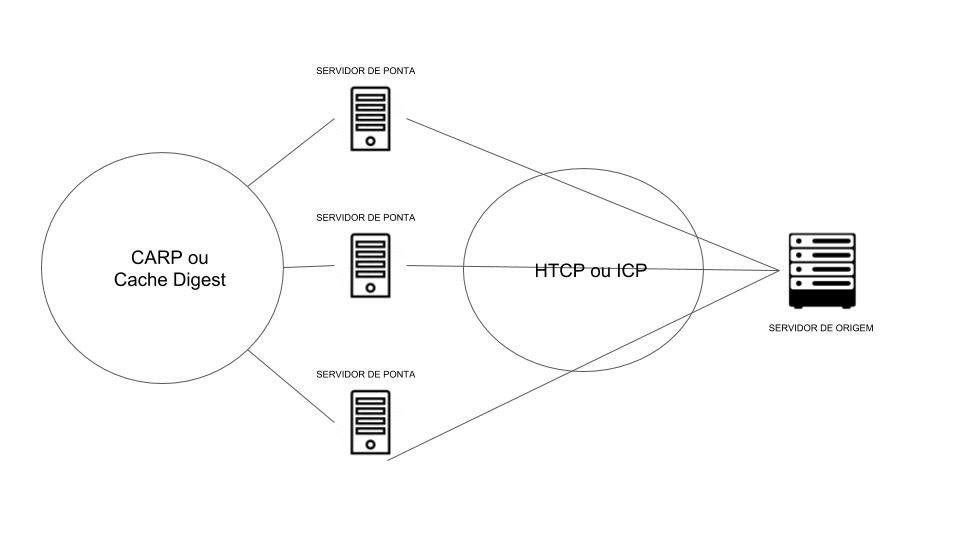 SERVIDOR DE PONTA
SERVIDOR DE PONTA
CARP ou
Cache Digest
HTCP ou ICP
SERVIDOR DE ORIGEM
SERVIDOR DE PONTA